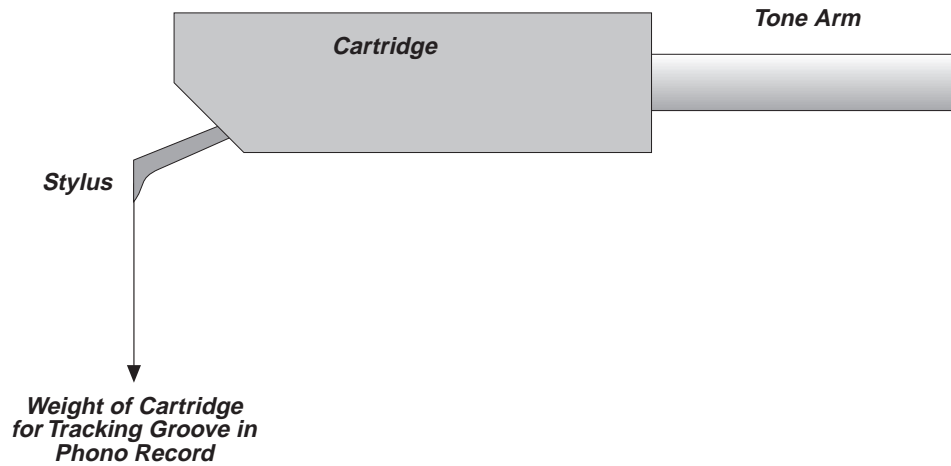 Tone Arm
Cartridge
Stylus
Weight of Cartridge
for Tracking Groove in
Phono Record